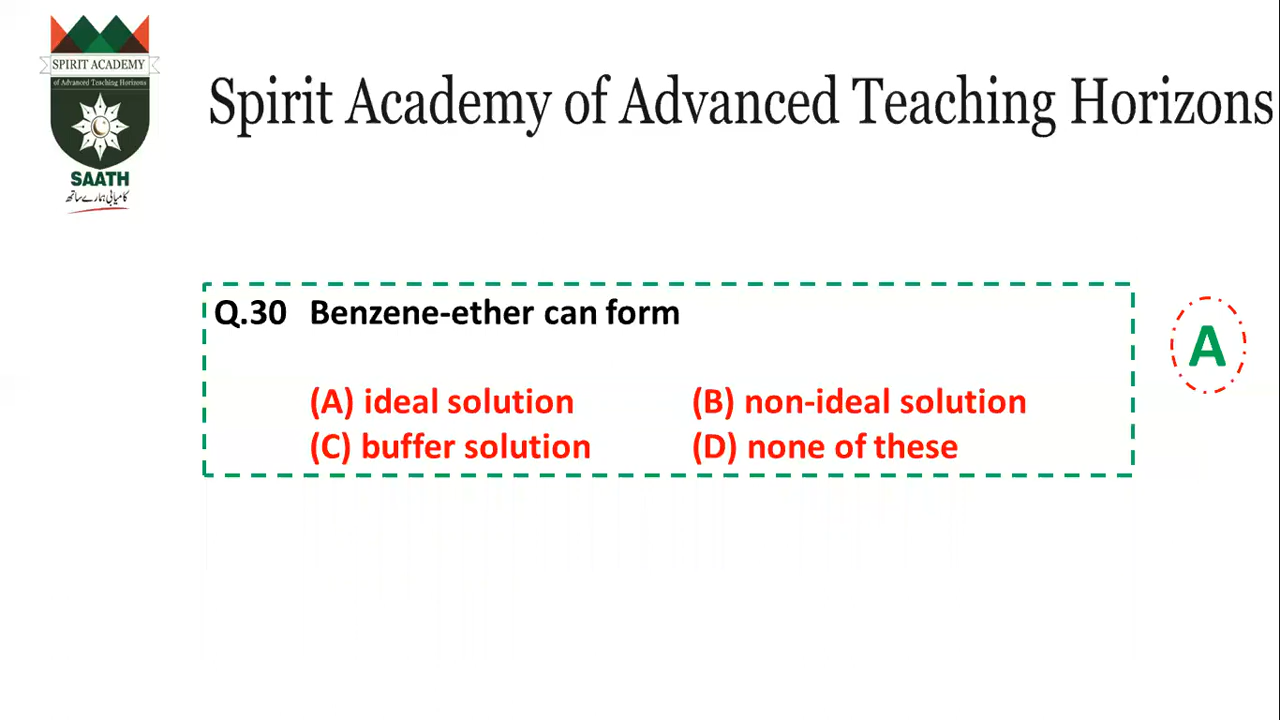 SPIRIT ACADEMY
of Advanced Teaching Horizons
SAATH
کامیابی ہمارے ساتھ
Spirit Academy of Advanced Teaching Horizons
Q.30 Benzene-ether can form
A
(A) ideal solution (B) non-ideal solution
(C) buffer solution (D) none of these